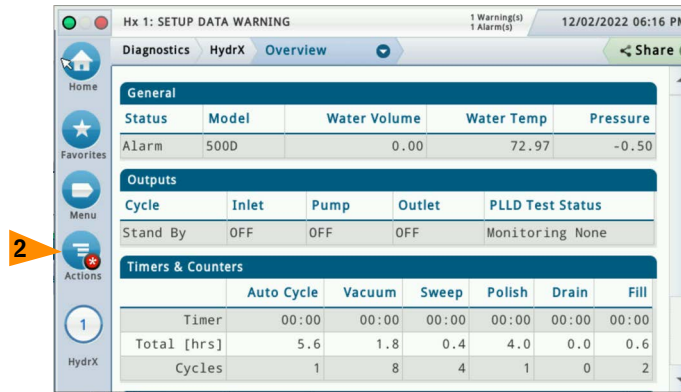 Hx 1: SETUP DATA WARNING
1 Warning(s)
1 Alarm(s)
12/02/2022 06:16 PM
Diagnostics HydrX Overview Share
Home
Favorites
Menu
2
Actions
1
HydrX
General
Status Model Water Volume Water Temp Pressure
Alarm 500D 0.00 72.97 -0.50
Outputs
Cycle Inlet Pump Outlet PLLD Test Status
Stand By OFF OFF OFF Monitoring None
Timers & Counters
Auto Cycle Vacuum Sweep Polish Drain Fill
Timer 00:00 00:00 00:00 00:00 00:00 00:00
Total [hrs] 5.6 1.8 0.4 4.0 0.0 0.6
Cycles 1 8 4 1 0 2